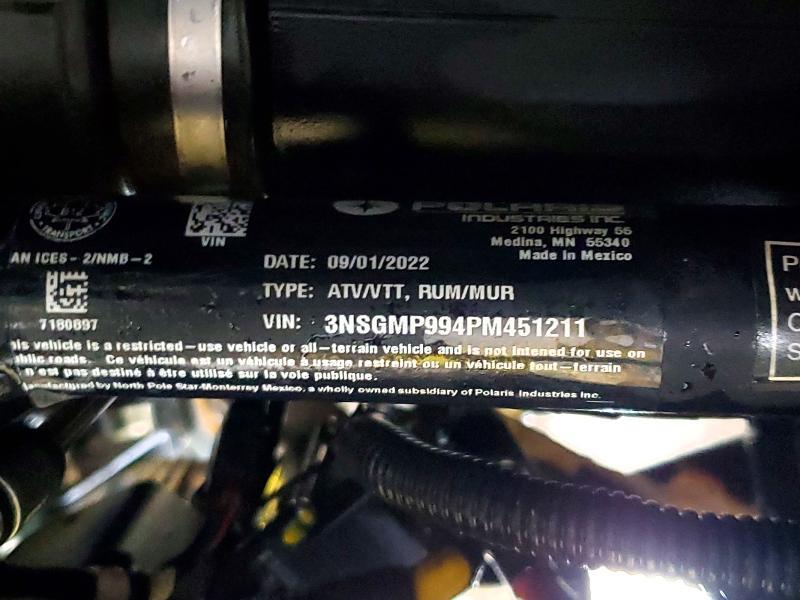 POLARIS
INDUSTRIES INC.
2100 Highway 55
Medina, MN 55340
Made in Mexico
TRANSPORT
VIN
AN ICES-2/NMB-2
DATE: 09/01/2022
TYPE: ATV/VTT, RUM/MUR
7180897
VIN: 3NSGMP994PM451211
is vehicle is a restricted-use vehicle or all-terrain vehicle and is not intened for use on
blic roads. Ce véhicule est un véhicule à usage restreint ou un véhicule tout-terrain
n'est pas destiné à être utilisé sur la voie publique.
anufactured by North Pole Star-Monterrey Mexico, a wholly owned subsidiary of Polaris Industries Inc.
P
W
C
S